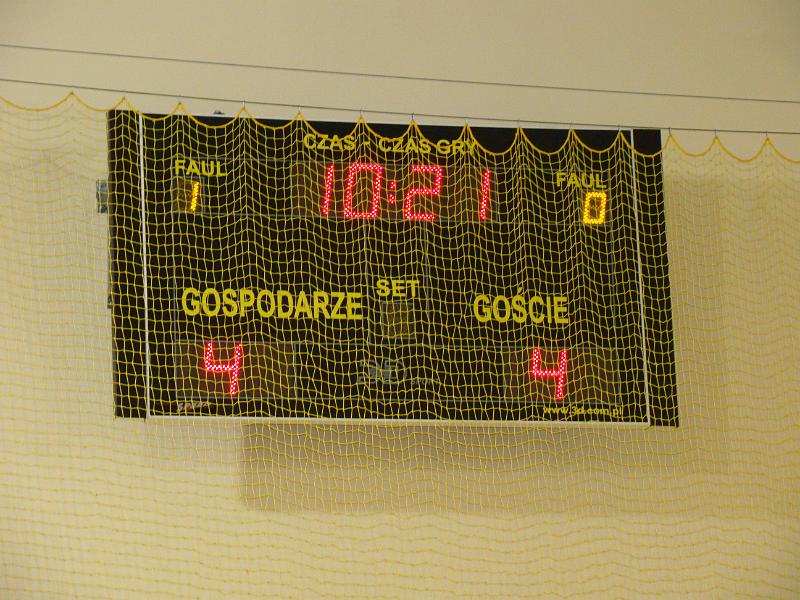 CZAS - CZAS GRY
FAUL 10:21 1 FAUL
1 0
SET
GOSPODARZE GOŚCIE
4 4
www.3d.com.pl